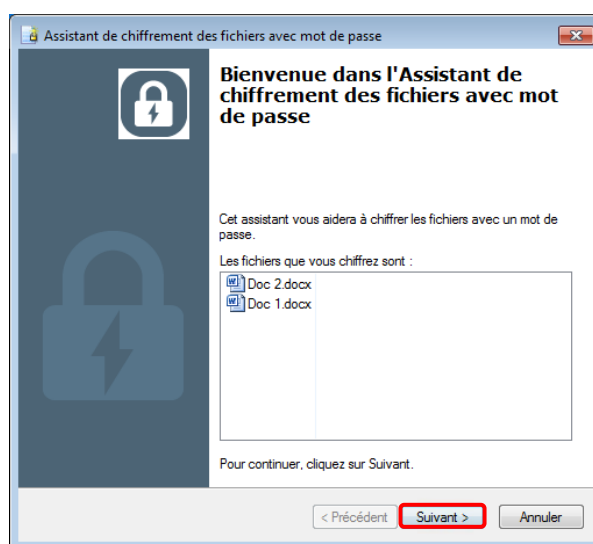 Assistant de chiffrement des fichiers avec mot de passe
Bienvenue dans l'Assistant de
chiffrement des fichiers avec mot
de passe
Cet assistant vous aidera à chiffrer les fichiers avec un mot de
passe.
Les fichiers que vous chiffrez sont :
Doc 2.docx
Doc 1.docx
Pour continuer, cliquez sur Suivant.
< Précédent Suivant > Annuler